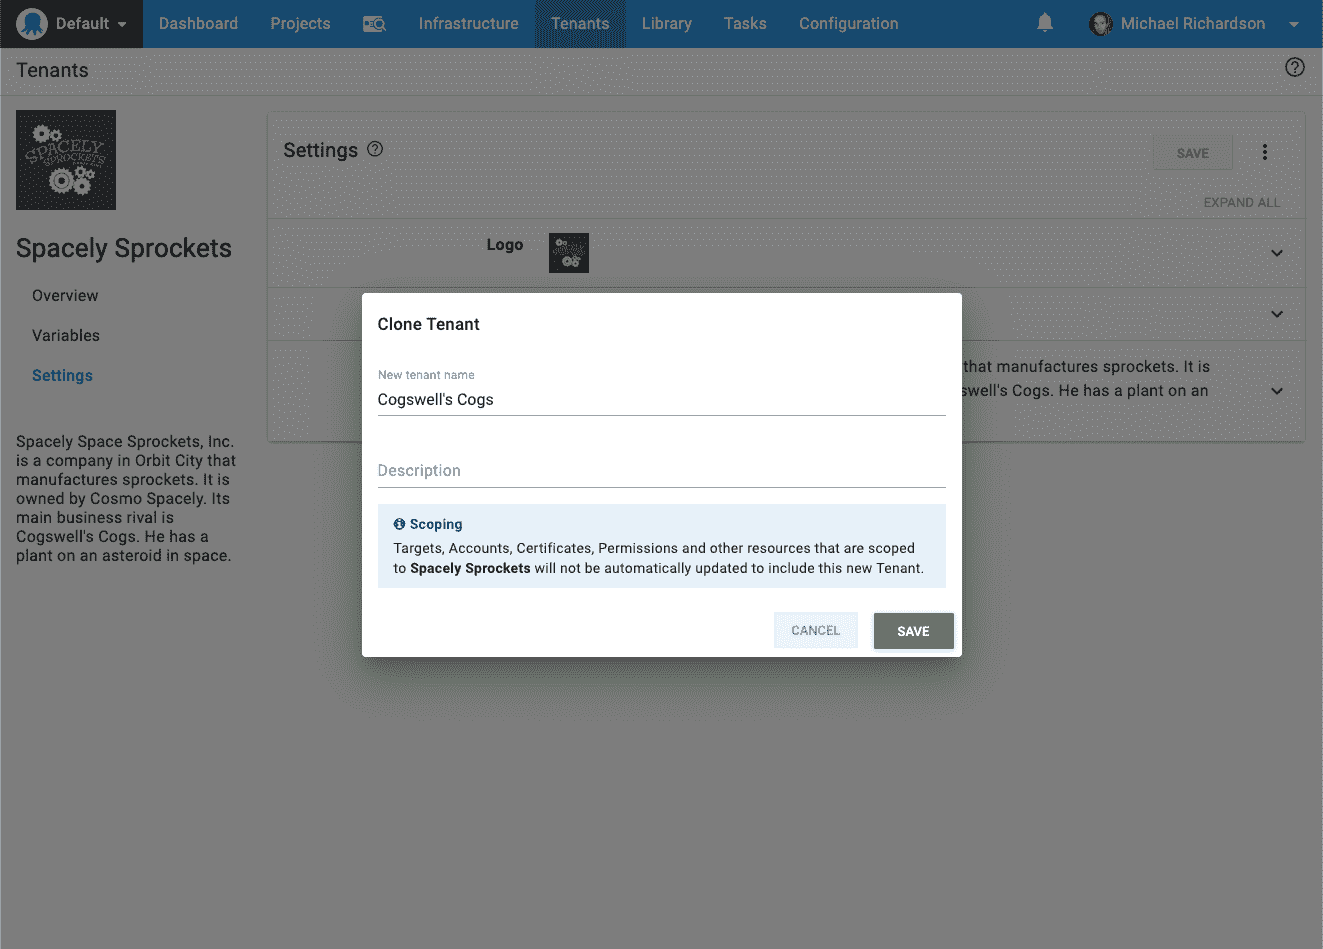 Default
Dashboard
Projects
Infrastructure
Tenants
Library
Tasks
Configuration
Michael Richardson
Tenants
SPACELY
SPROCKETS
Spacely Sprockets
Overview
Variables
Settings
Spacely Space Sprockets, Inc.
is a company in Orbit City that
manufactures sprockets. It is
owned by Cosmo Spacely. Its
main business rival is
Cogswell's Cogs. He has a
plant on an asteroid in space.
Settings
SAVE
EXPAND ALL
Logo
that manufactures sprockets. It is
swell's Cogs. He has a plant on an
Clone Tenant
New tenant name
Cogswell's Cogs
Description
Scoping
Targets, Accounts, Certificates, Permissions and other resources that are scoped
to Spacely Sprockets will not be automatically updated to include this new Tenant.
CANCEL
SAVE